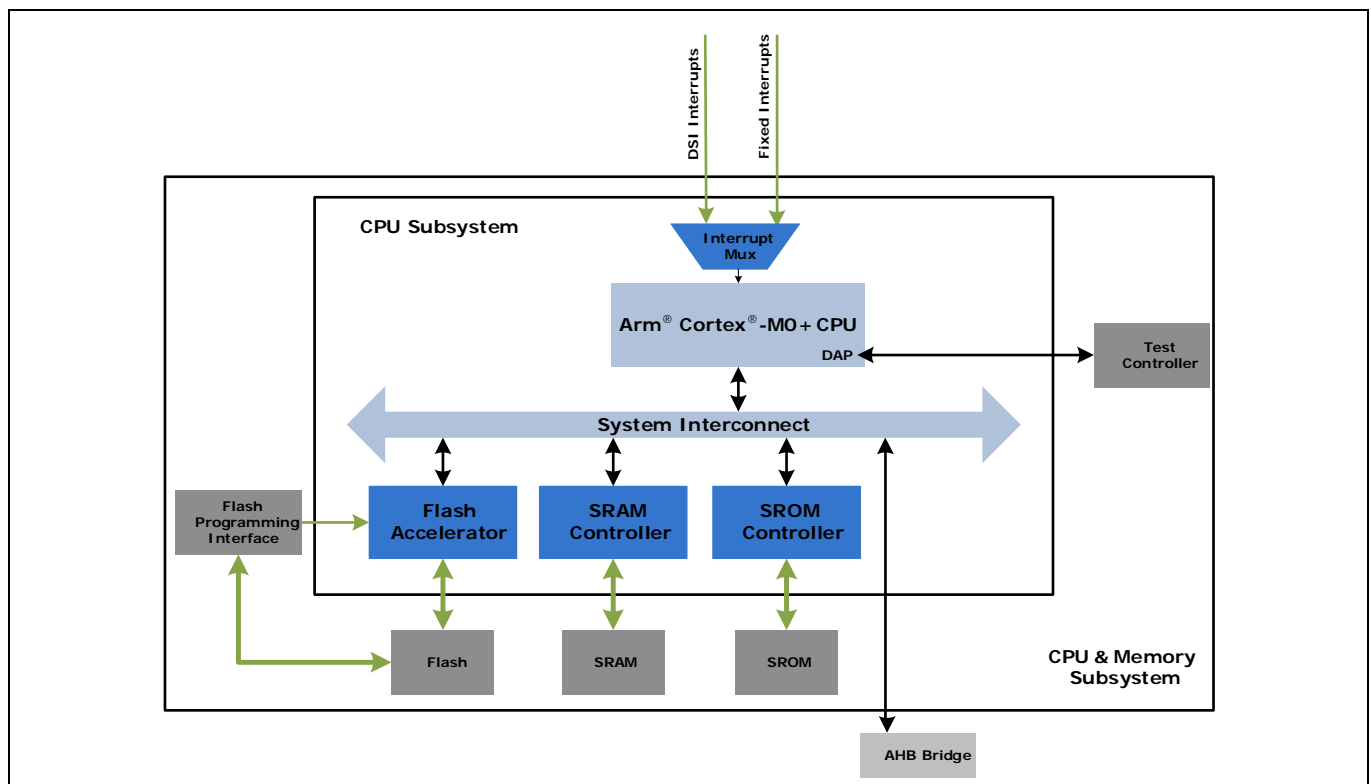 DSI Interrupts
Fixed Interrupts
CPU Subsystem
Interrupt
Mux
Arm® Cortex®-M0+ CPU
DAP
Test
Controller
System Interconnect
Flash
Programming
Interface
Flash
Accelerator
SRAM
Controller
SROM
Controller
Flash
SRAM
SROM
CPU & Memory
Subsystem
AHB Bridge